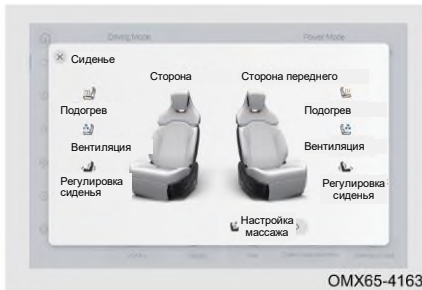 Driving Mode
Power Mode
Сиденье
Сторона
Сторона переднего
Подогрев
Подогрев
Вентиляция
Вентиляция
Регулировка
сиденья
Регулировка
сиденья
Настройка
массажа
OMX65-4163